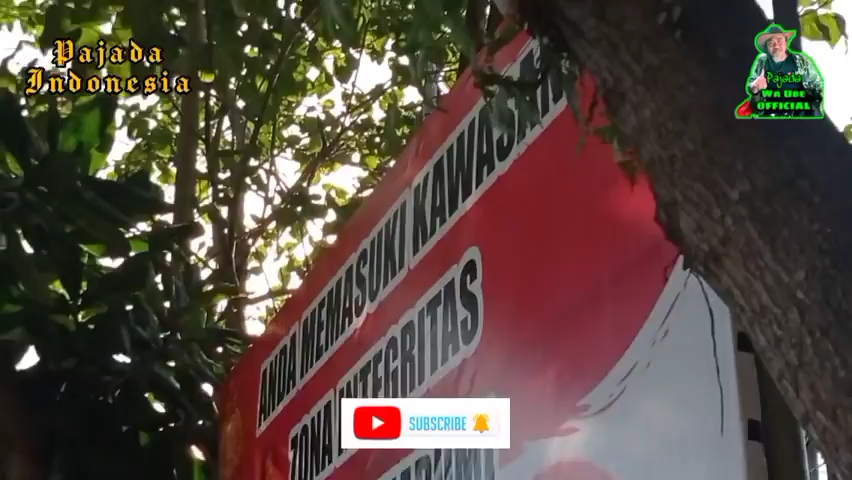 Pajada
Indonesia
Pajada
WA UBE
OFFICIAL
ANDA MEMASUKI KAWASAN
ZONA INTEGRITAS
SUBSCRIBE